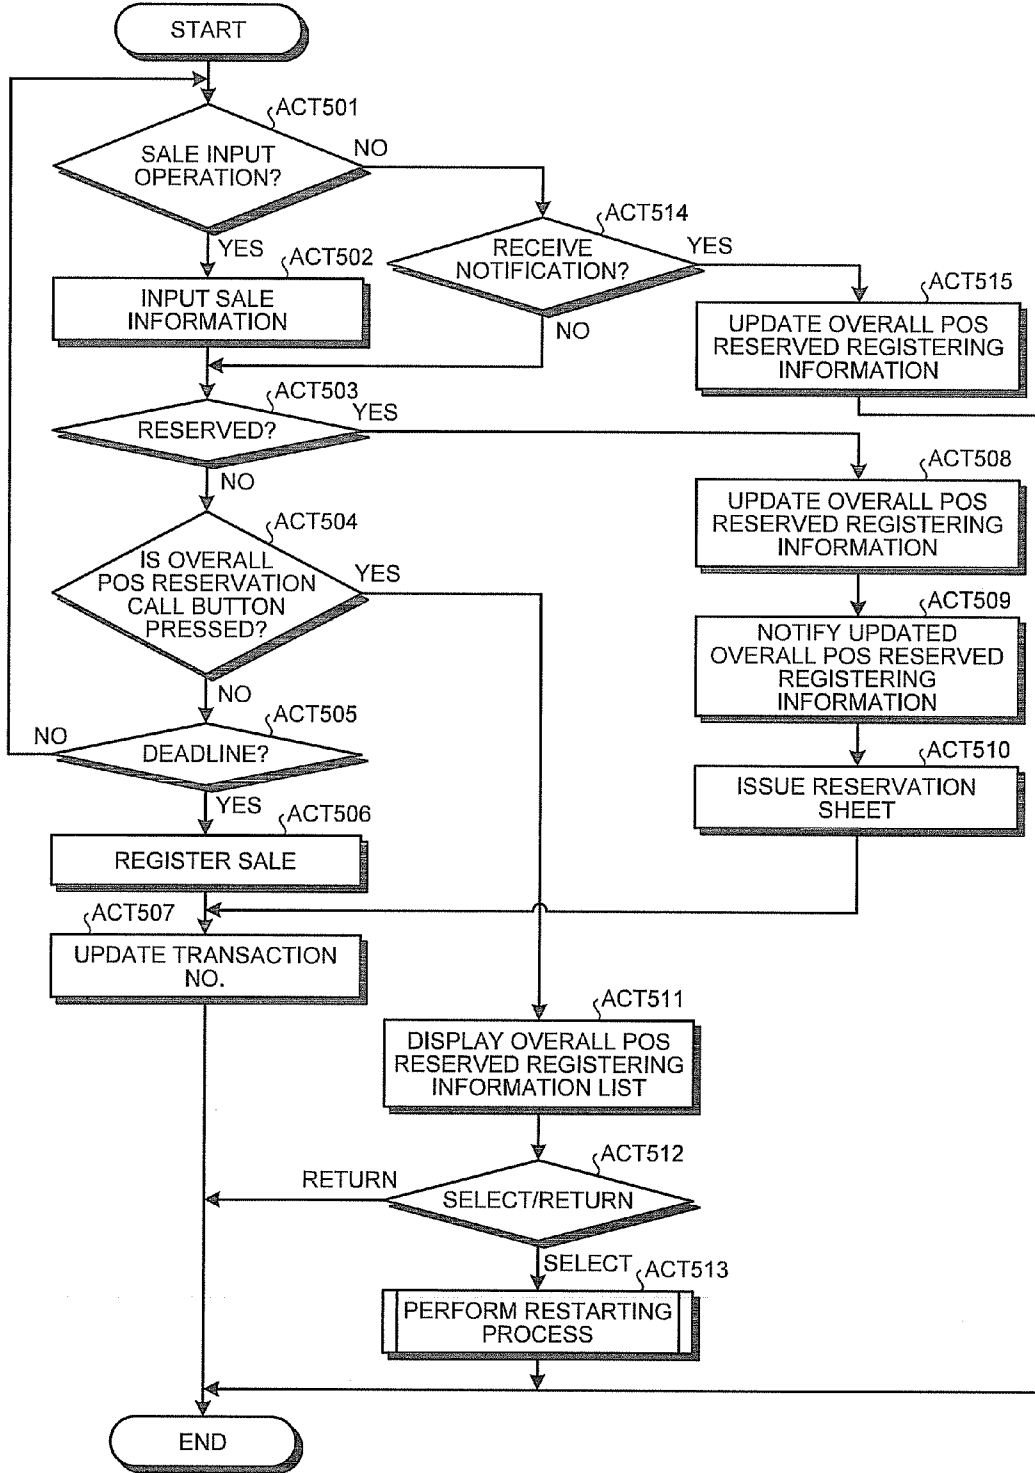 START
ACT501
SALE INPUT
OPERATION?
NO
YES
ACT514
RECEIVE
NOTIFICATION?
YES
NO
ACT502
INPUT SALE
INFORMATION
ACT515
UPDATE OVERALL POS
RESERVED REGISTERING
INFORMATION
ACT503
RESERVED?
YES
NO
ACT508
UPDATE OVERALL POS
RESERVED REGISTERING
INFORMATION
ACT504
IS OVERALL
POS RESERVATION
CALL BUTTON
PRESSED?
YES
NO
ACT509
NOTIFY UPDATED
OVERALL POS RESERVED
REGISTERING
INFORMATION
ACT505
DEADLINE?
NO
YES
ACT510
ISSUE RESERVATION
SHEET
ACT506
REGISTER SALE
ACT507
UPDATE TRANSACTION
NO.
ACT511
DISPLAY OVERALL POS
RESERVED REGISTERING
INFORMATION LIST
ACT512
SELECT/RETURN
RETURN
SELECT
ACT513
PERFORM RESTARTING
PROCESS
END